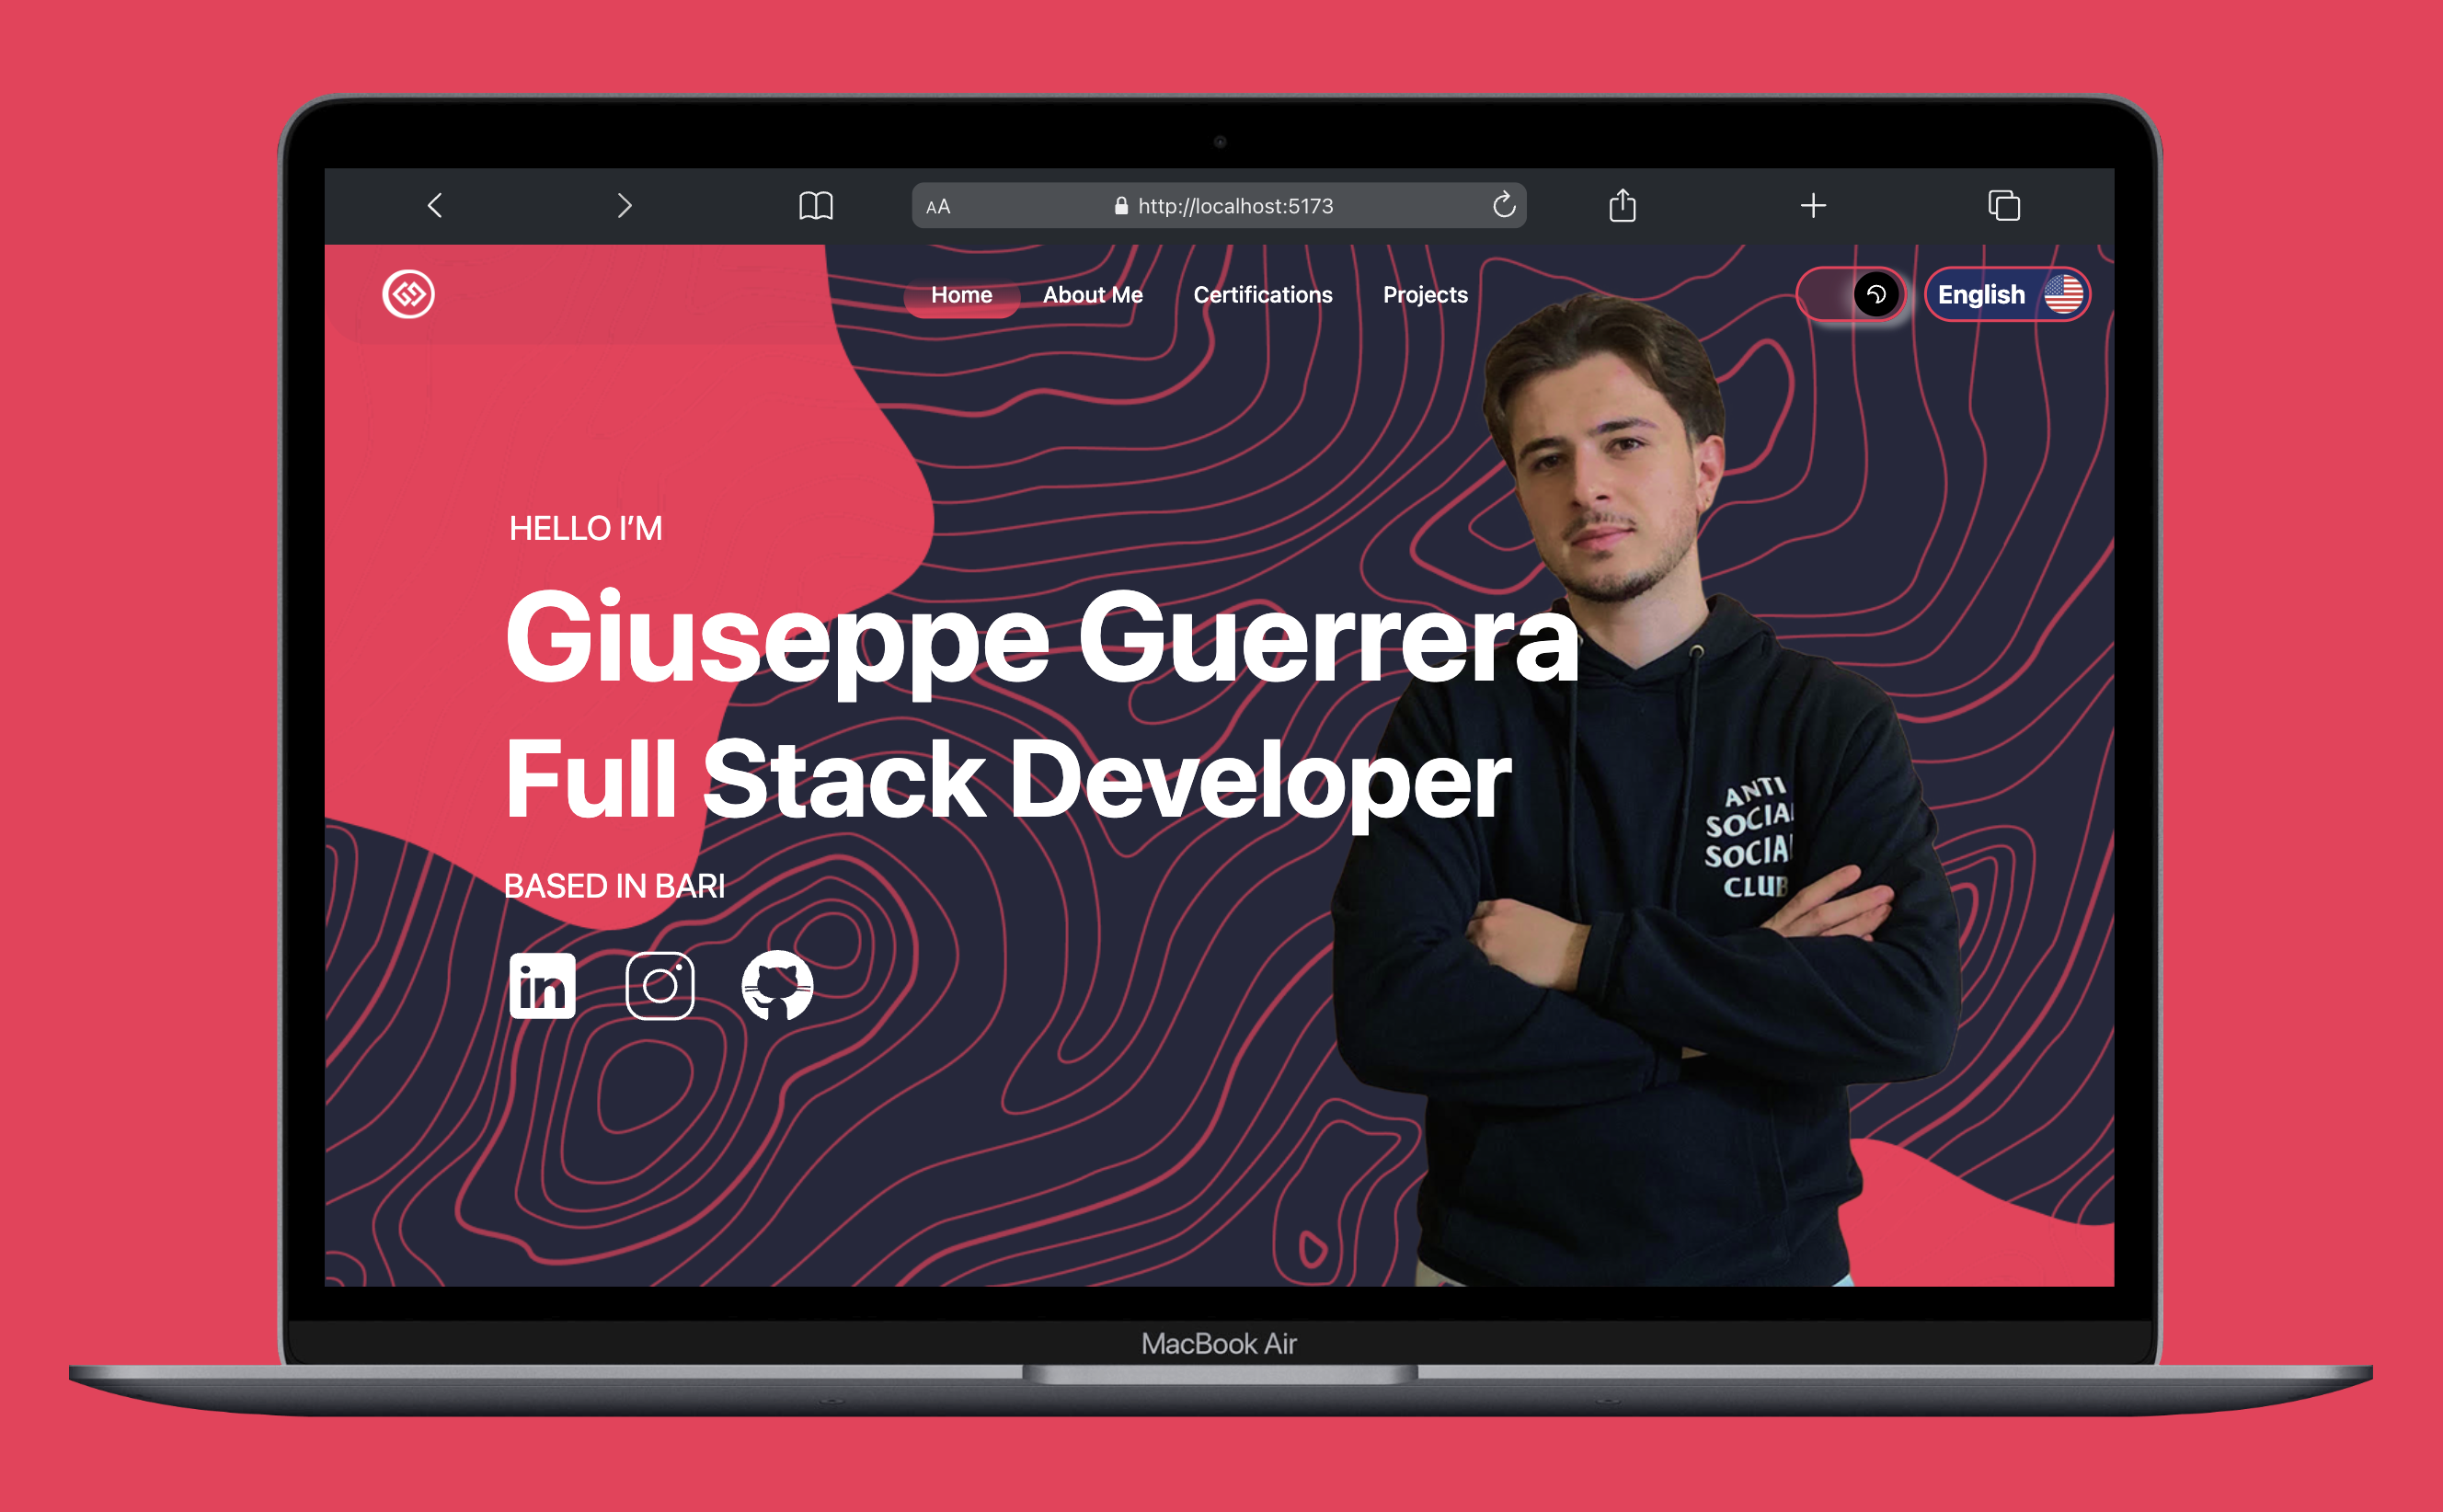 AA
http://localhost:5173
Home About Me Certifications Projects
English
HELLO I'M
Giuseppe Guerrera
Full Stack Developer
BASED IN BARI
in
ANTI
SOCIAL
SOCIAL
CLUB
MacBook Air